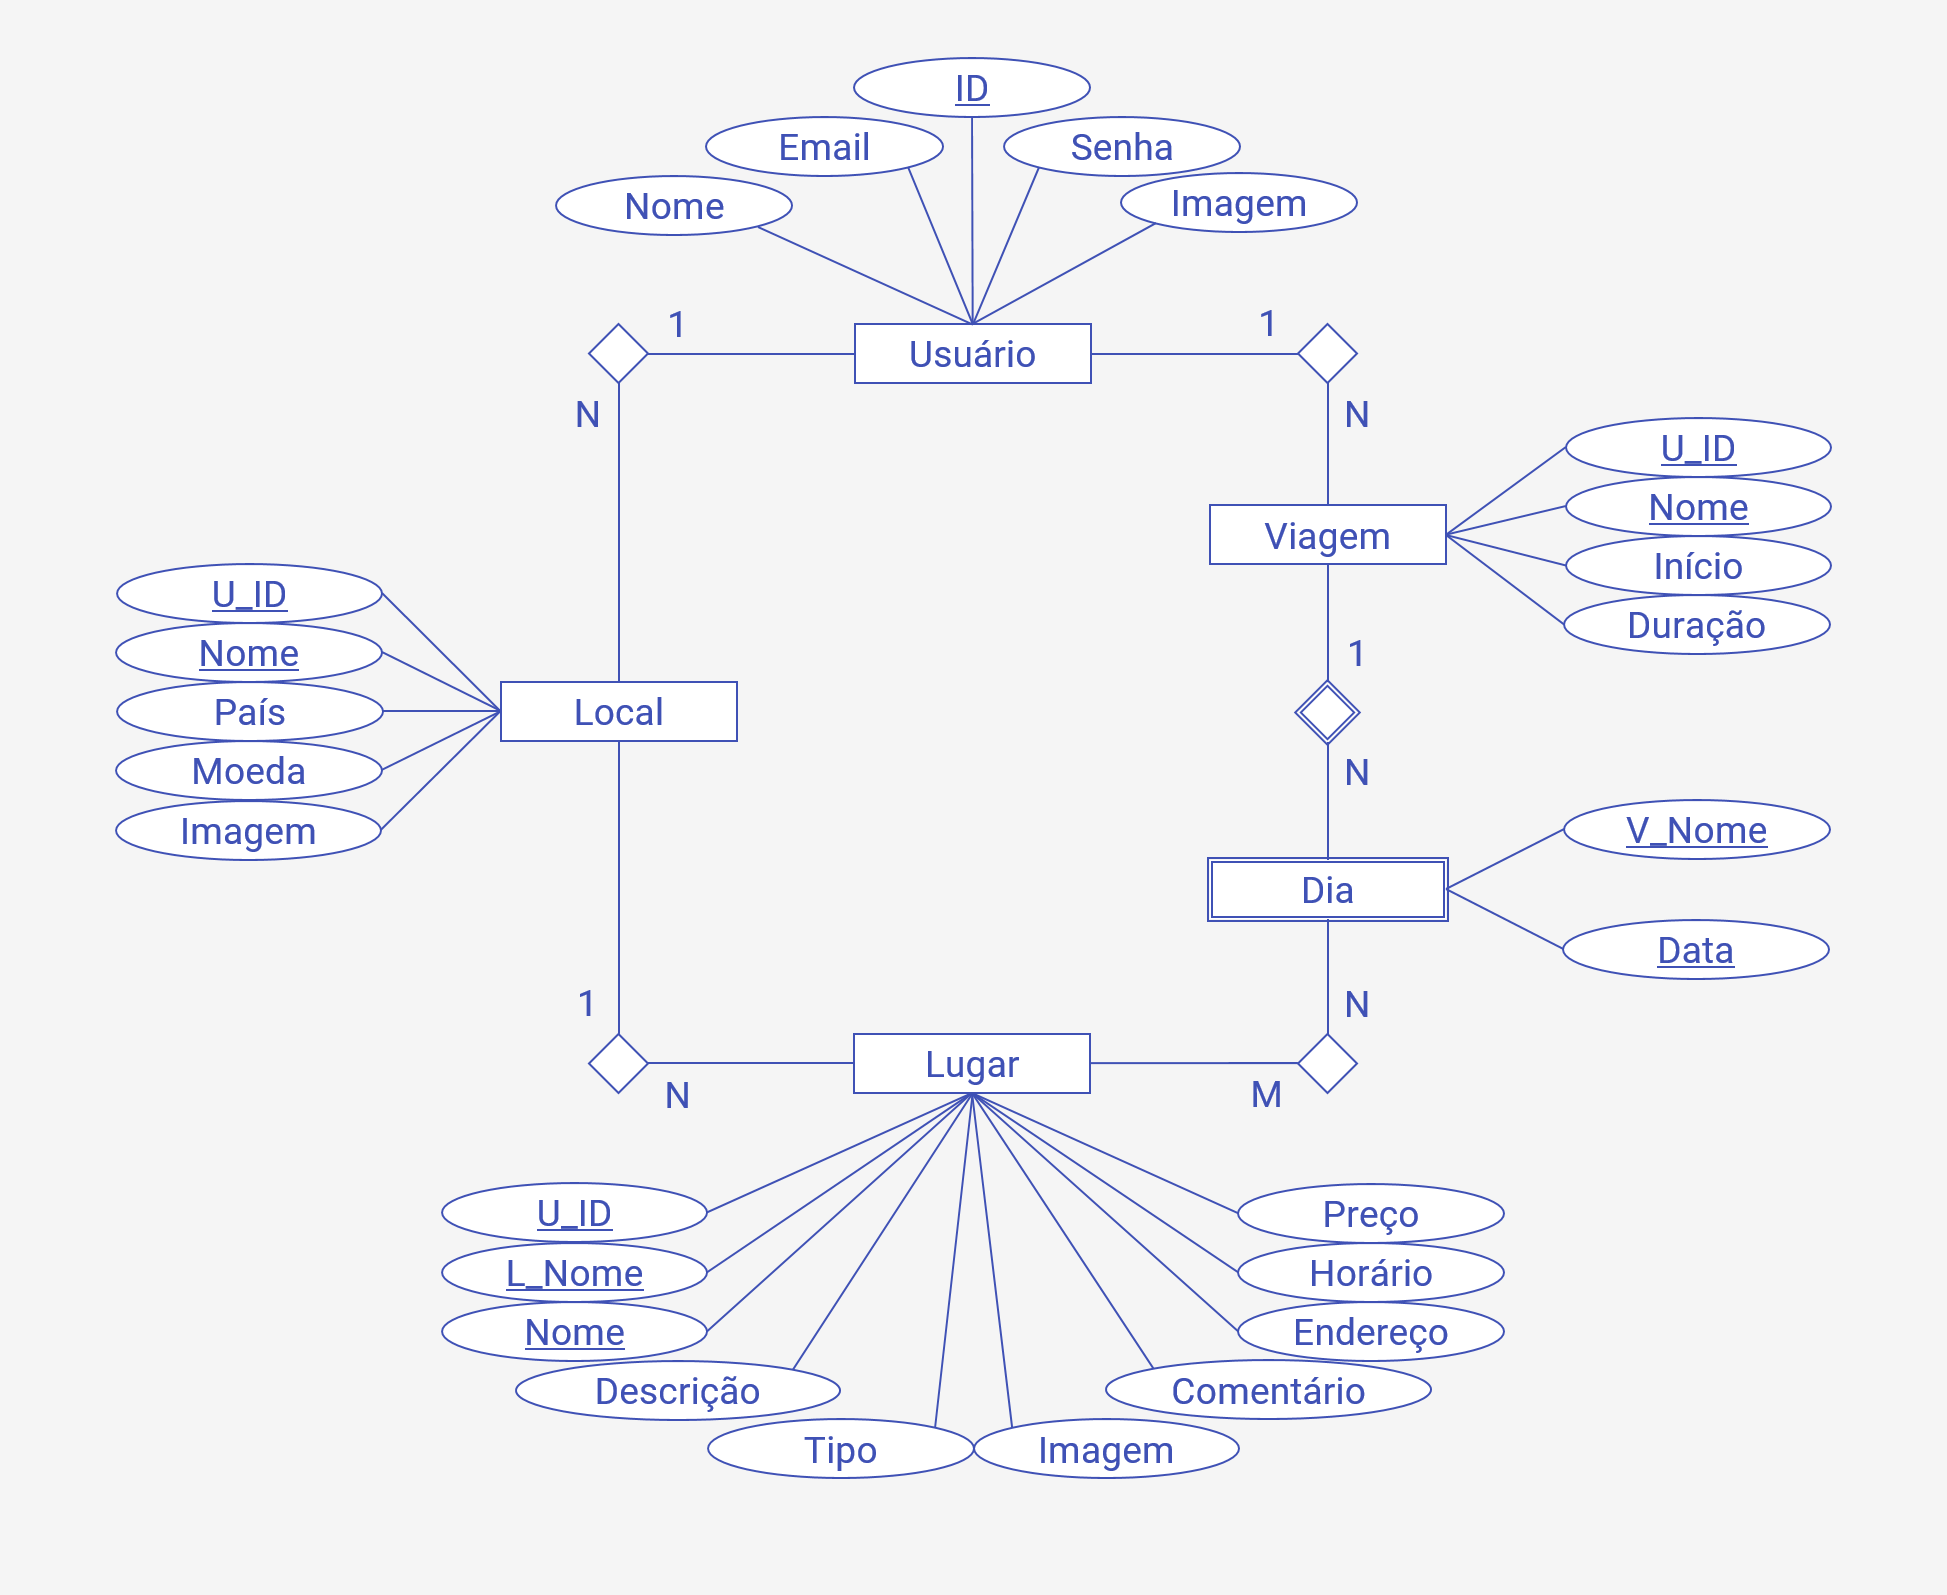 ID
Email
Senha
Nome
Imagem
1
Usuário
1
N
N
U_ID
Nome
Início
Duração
Viagem
U_ID
Nome
País
Moeda
Imagem
Local
1
N
V_Nome
Data
Dia
1
N
N
M
Lugar
U_ID
L_Nome
Nome
Descrição
Tipo
Imagem
Comentário
Preço
Horário
Endereço